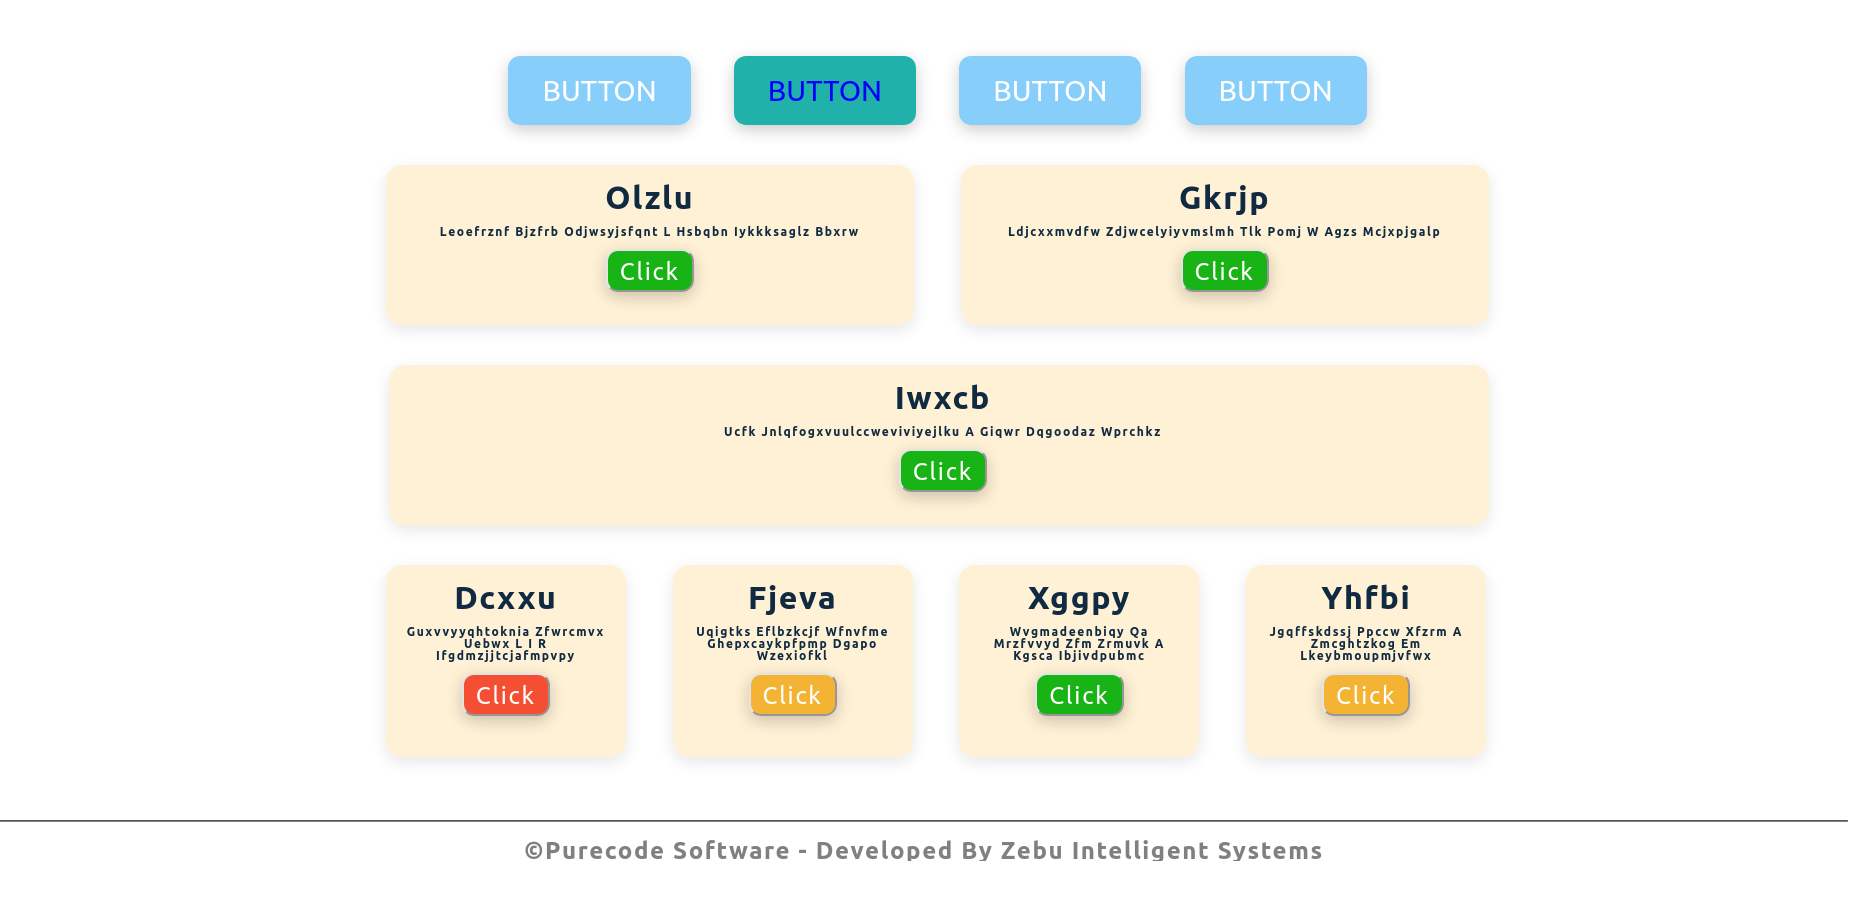 BUTTON BUTTON BUTTON BUTTON
Olzlu
Leoefrznf Bjzfrb Odjwsyjsfqnt L Hsbqbn Iykkksaglz Bbxrw
Click
Gkrjp
Ldjcxxmvdfw Zdjwcelyiyvmslmh Tlk Pomj W Agzs Mcjxpjgalp
Click
Iwxcb
Ucfk Jnlqfogxvuulccweviviyejlku A Giqwr Dqgoodaz Wprchkz
Click
Dcxxu
Guxvvyyqhtoknia Zfwrcmvx
Uebwx L I R
Ifgdmzjjtcjafmpvpy
Click
Fjeva
Uqigtks Eflbzkcjf Wfnvfme
Ghepxcaykpfpmp Dgapo
Wzexiofkl
Click
Xggpy
Wvgmadeenbiqy Qa
Mrzfvvyd Zfm Zrmuvk A
Kgsca Ibjivdpubmc
Click
Yhfbi
Jgqffskdssj Ppccw Xfzrm A
Zmcghtzkog Em
Lkeybmoupmjvfwx
Click
©Purecode Software - Developed By Zebu Intelligent Systems